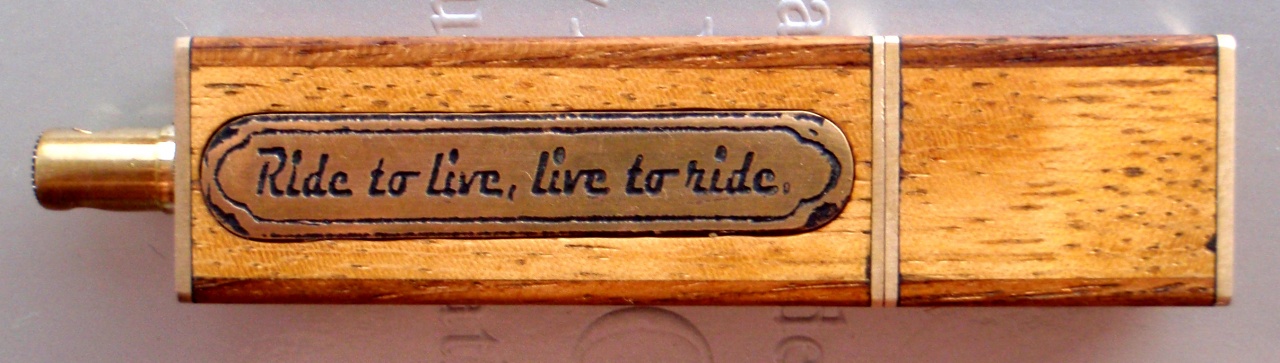 Ride to live, live to ride.